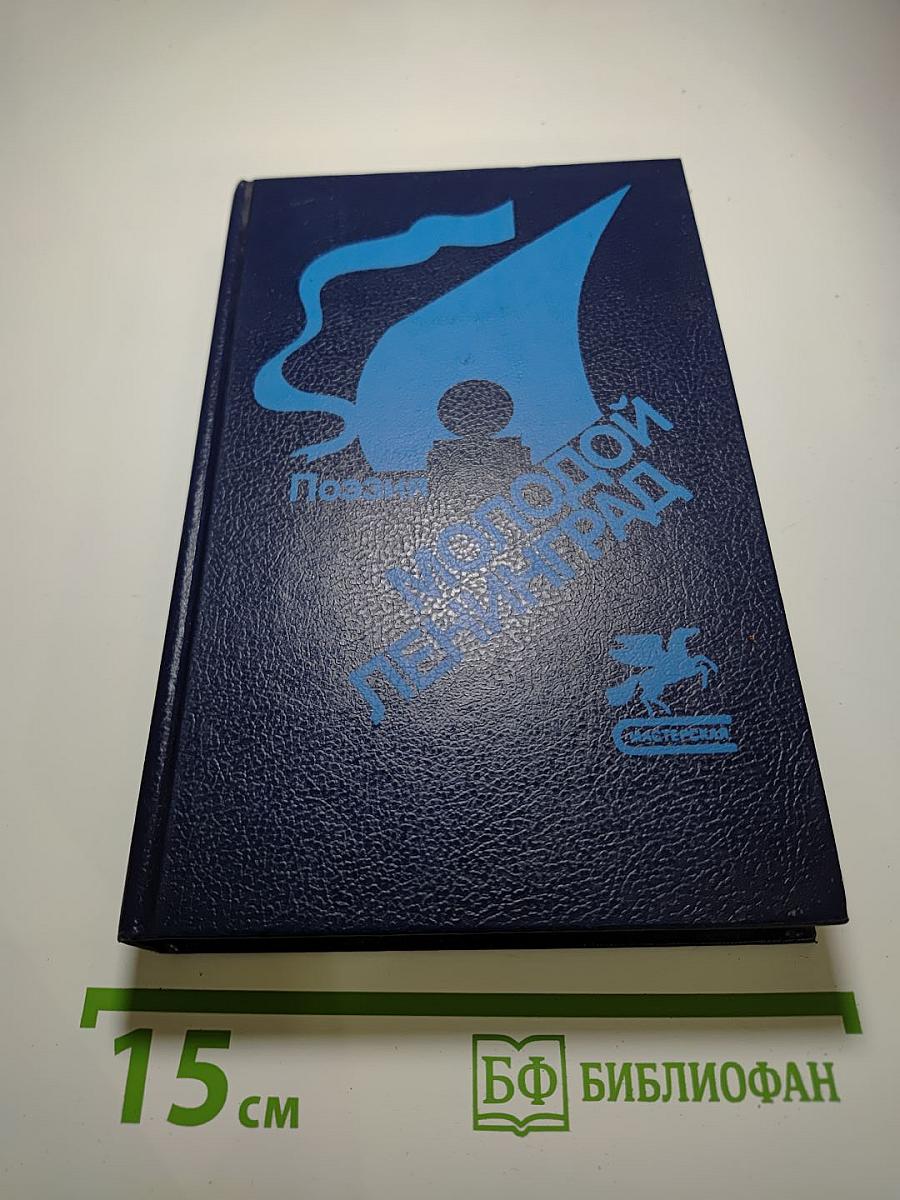 Поэзия
МОЛОДОЙ
ЛЕНИНГРАД
МАСТЕРСКАЯ
15 см
БФ БИБЛИОФАН